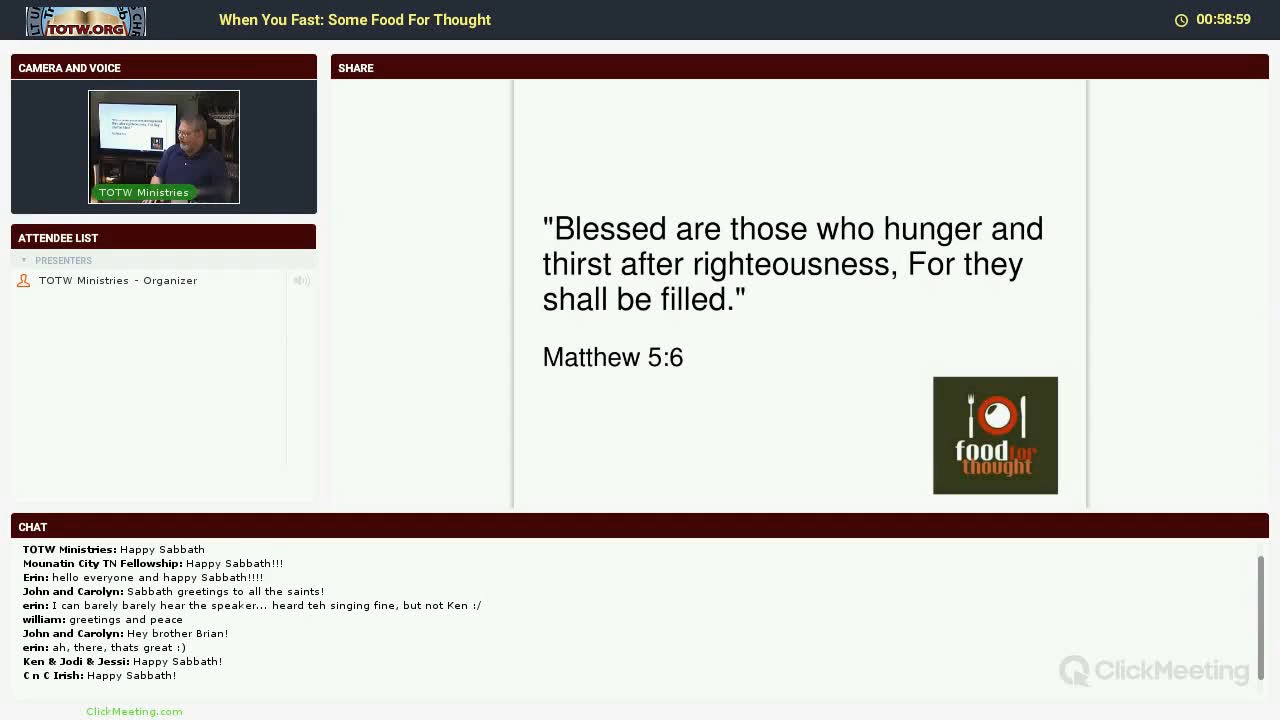 TOTW.ORG
When You Fast: Some Food For Thought
00:58:59
CAMERA AND VOICE
TOTW Ministries
ATTENDEE LIST
PRESENTERS
TOTW Ministries - Organizer
SHARE
"Blessed are those who hunger and
thirst after righteousness, For they
shall be filled."
Matthew 5:6
food for
thought
CHAT
TOTW Ministries: Happy Sabbath
Mounatin City TN Fellowship: Happy Sabbath!!!
Erin: hello everyone and happy Sabbath!!!!
John and Carolyn: Sabbath greetings to all the saints!
erin: I can barely barely hear the speaker... heard teh singing fine, but not Ken :/
william: greetings and peace
John and Carolyn: Hey brother Brian!
erin: ah, there, thats great :)
Ken & Jodi & Jessi: Happy Sabbath!
C n C Irish: Happy Sabbath!
ClickMeeting
ClickMeeting.com